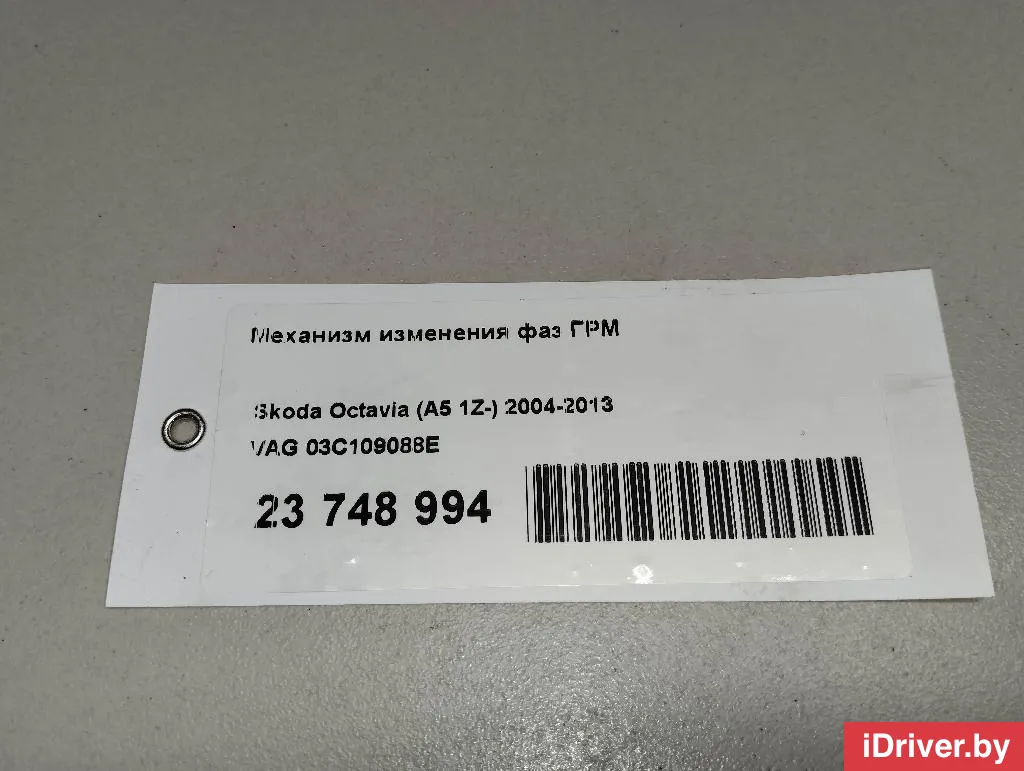 Механизм изменения фаз ГРМ
Skoda Octavia (A5 1Z-) 2004-2013
VAG 03C109088E
23 748 994
iDriver.by